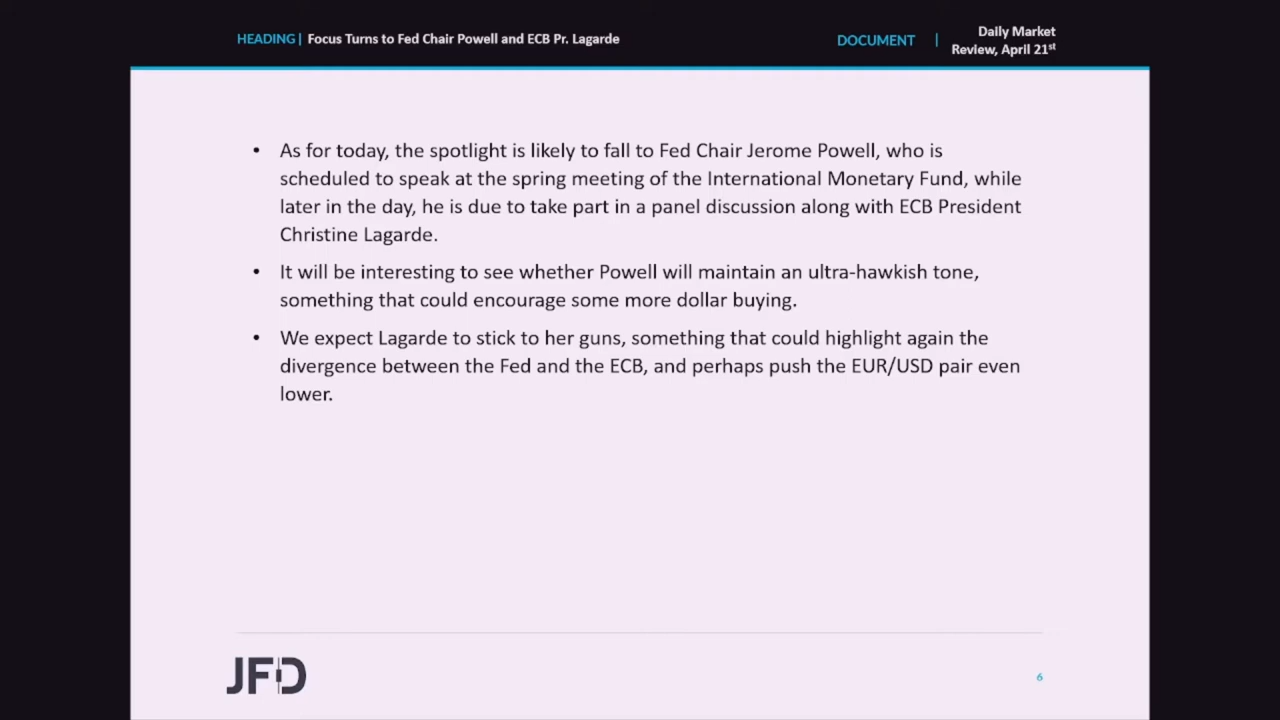 HEADING | Focus Turns to Fed Chair Powell and ECB Pr. Lagarde
DOCUMENT | Daily Market
Review, April 21st
• As for today, the spotlight is likely to fall to Fed Chair Jerome Powell, who is
scheduled to speak at the spring meeting of the International Monetary Fund, while
later in the day, he is due to take part in a panel discussion along with ECB President
Christine Lagarde.
• It will be interesting to see whether Powell will maintain an ultra-hawkish tone,
something that could encourage some more dollar buying.
• We expect Lagarde to stick to her guns, something that could highlight again the
divergence between the Fed and the ECB, and perhaps push the EUR/USD pair even
lower.
JFD
6